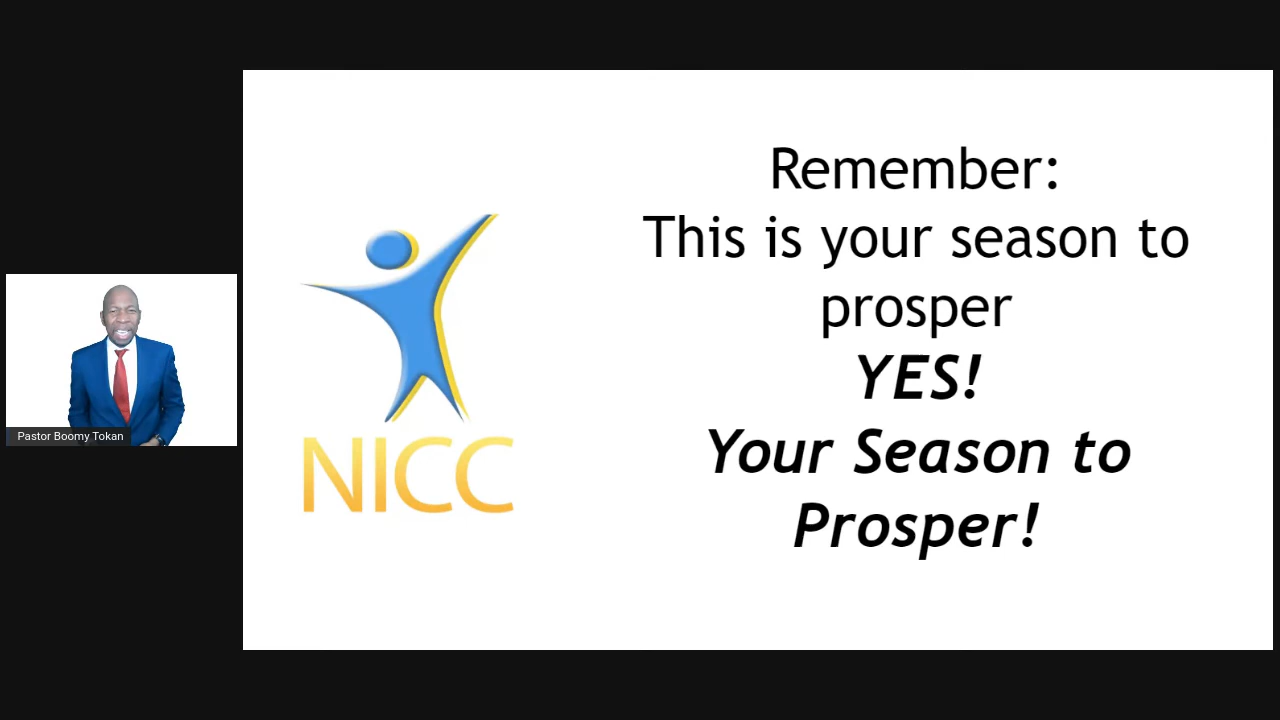 Remember:
This is your season to
prosper
YES!
Your Season to
Prosper!
NICC
Pastor Boomy Tokan